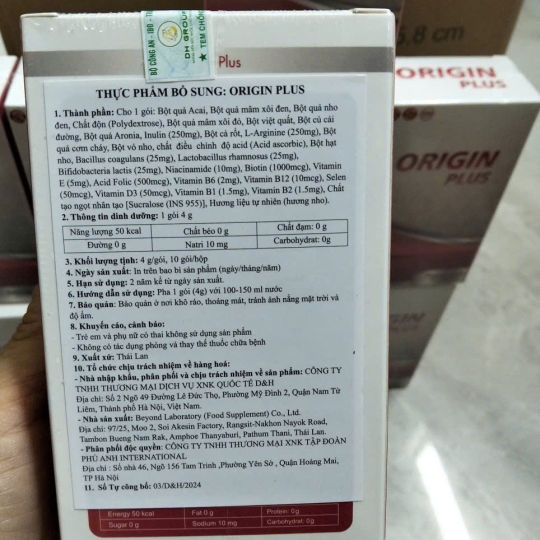 BỘ CÔNG AN - IBD - T
DH GROUP
★ TEM CHỐNG
Plus
5.8 cm
ORIGIN
PLUS
ORIGIN
PLUS
THỰC PHẨM BỔ SUNG: ORIGIN PLUS
1. Thành phần: Cho 1 gói: Bột quả Acai, Bột quả mâm xôi đen, Bột quả nho
đen, Chất độn (Polydextrose), Bột quả mâm xôi đỏ, Bột việt quất, Bột củ cải
đường, Bột quả Aronia, Inulin (250mg), Bột cà rốt, L-Arginine (250mg), Bột
quả cơm cháy, Bột vỏ nho, chất điều chỉnh độ acid (Acid ascorbic), Bột hạt
nho, Bacillus coagulans (25mg), Lactobacillus rhamnosus (25mg),
Bifidobacteria lactis (25mg), Niacinamide (10mg), Biotin (1000mcg), Vitamin
E (5mg), Acid Folic (500mcg), Vitamin B6 (2mg), Vitamin B12 (10mcg), Selen
(50mcg), Vitamin D3 (50mcg), Vitamin B1 (1.5mg), Vitamin B2 (1.5mg), Chất
tạo ngọt nhân tạo [Sucralose (INS 955)], Hương liệu tự nhiên (hương nho).
2. Thông tin dinh dưỡng: 1 gói 4 g
Năng lượng 50 kcal Chất béo 0 g Chất đạm: 0 g
Đường 0 g Natri 10 mg Carbohydrat: 0g
3. Khối lượng tịnh: 4 g/gói, 10 gói/hộp
4. Ngày sản xuất: In trên bao bì sản phẩm (ngày/tháng/năm)
5. Hạn sử dụng: 2 năm kể từ ngày sản xuất.
6. Hướng dẫn sử dụng: Pha 1 gói (4g) với 100-150 ml nước
7. Bảo quản: Bảo quản ở nơi khô ráo, thoáng mát, tránh ánh nắng mặt trời và
độ ẩm.
8. Khuyến cáo, cảnh báo:
- Trẻ em và phụ nữ có thai không sử dụng sản phẩm
- Không có tác dụng phòng và thay thế thuốc chữa bệnh
9. Xuất xứ: Thái Lan
10. Tổ chức chịu trách nhiệm về hàng hoá:
- Nhà nhập khẩu, phân phối và chịu trách nhiệm về sản phẩm: CÔNG TY
TNHH THƯƠNG MẠI DỊCH VỤ XNK QUỐC TẾ D&H
Địa chỉ: Số 2 Ngõ 49 Đường Lê Đức Thọ, Phường Mỹ Đình 2, Quận Nam Từ
Liêm, Thành phố Hà Nội, Việt Nam.
- Nhà sản xuất: Beyond Laboratory (Food Supplement) Co., Ltd.
Địa chỉ: 97/25, Moo 2, Soi Akesin Factory, Rangsit-Nakhon Nayok Road,
Tambon Bueng Nam Rak, Amphoe Thanyaburi, Pathum Thani, Thái Lan.
- Phân phối độc quyền: CÔNG TY TNHH THƯƠNG MẠI XNK TẬP ĐOÀN
PHÚ ANH INTERNATIONAL
Địa chỉ : Số nhà 46, Ngõ 156 Tam Trinh ,Phường Yên Sở , Quận Hoàng Mai,
TP Hà Nội
11. Số Tự công bố: 03/D&H/2024
Energy 50 kcal Fat 0 g Protein: 0g
Sugar 0 g Sodium 10 mg Carbohydrat: 0g